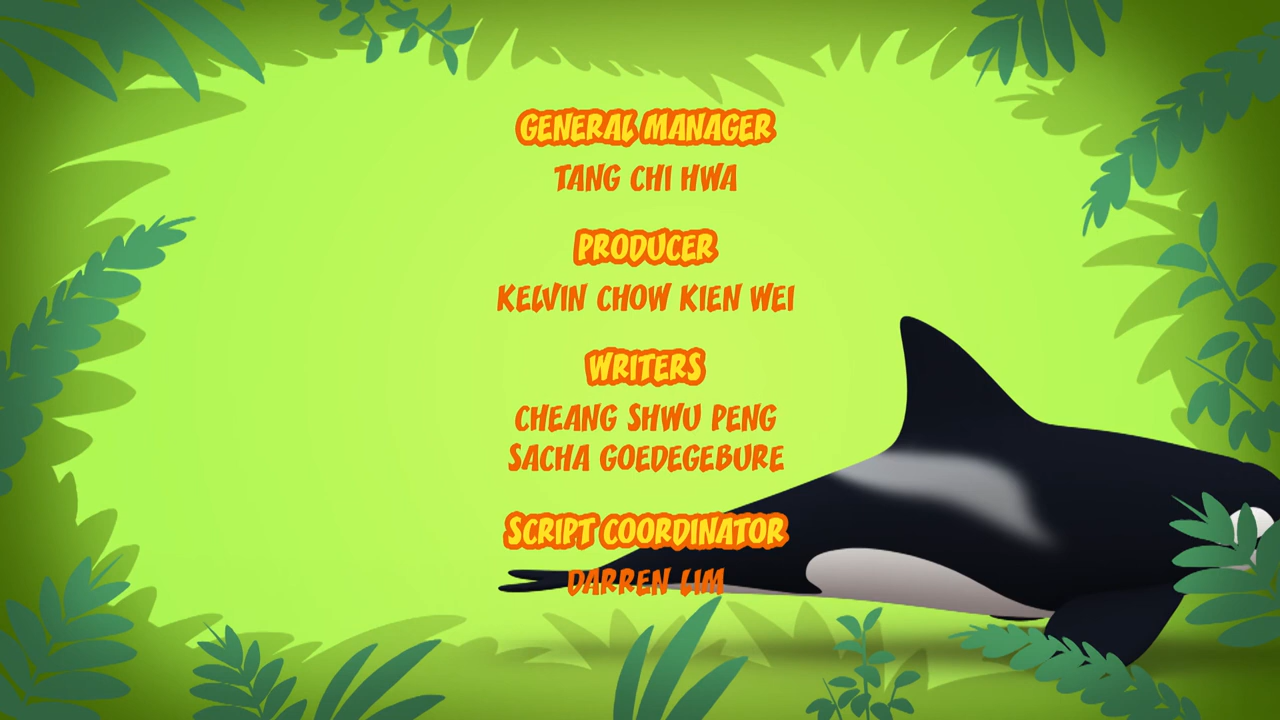 GENERAL MANAGER
TANG CHI HWA
PRODUCER
KELVIN CHOW KIEN WEI
WRITERS
CHEANG SHWU PENG
SACHA GOEDEGEBURE
SCRIPT COORDINATOR
DARREN LIM